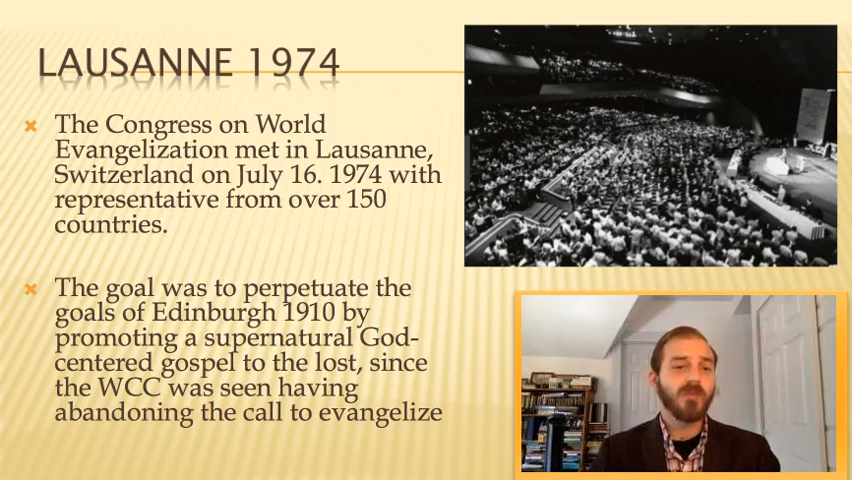 LAUSANNE 1974
The Congress on World
Evangelization met in Lausanne,
Switzerland on July 16. 1974 with
representative from over 150
countries.
The goal was to perpetuate the
goals of Edinburgh 1910 by
promoting a supernatural God-
centered gospel to the lost, since
the WCC was seen having
abandoning the call to evangelize